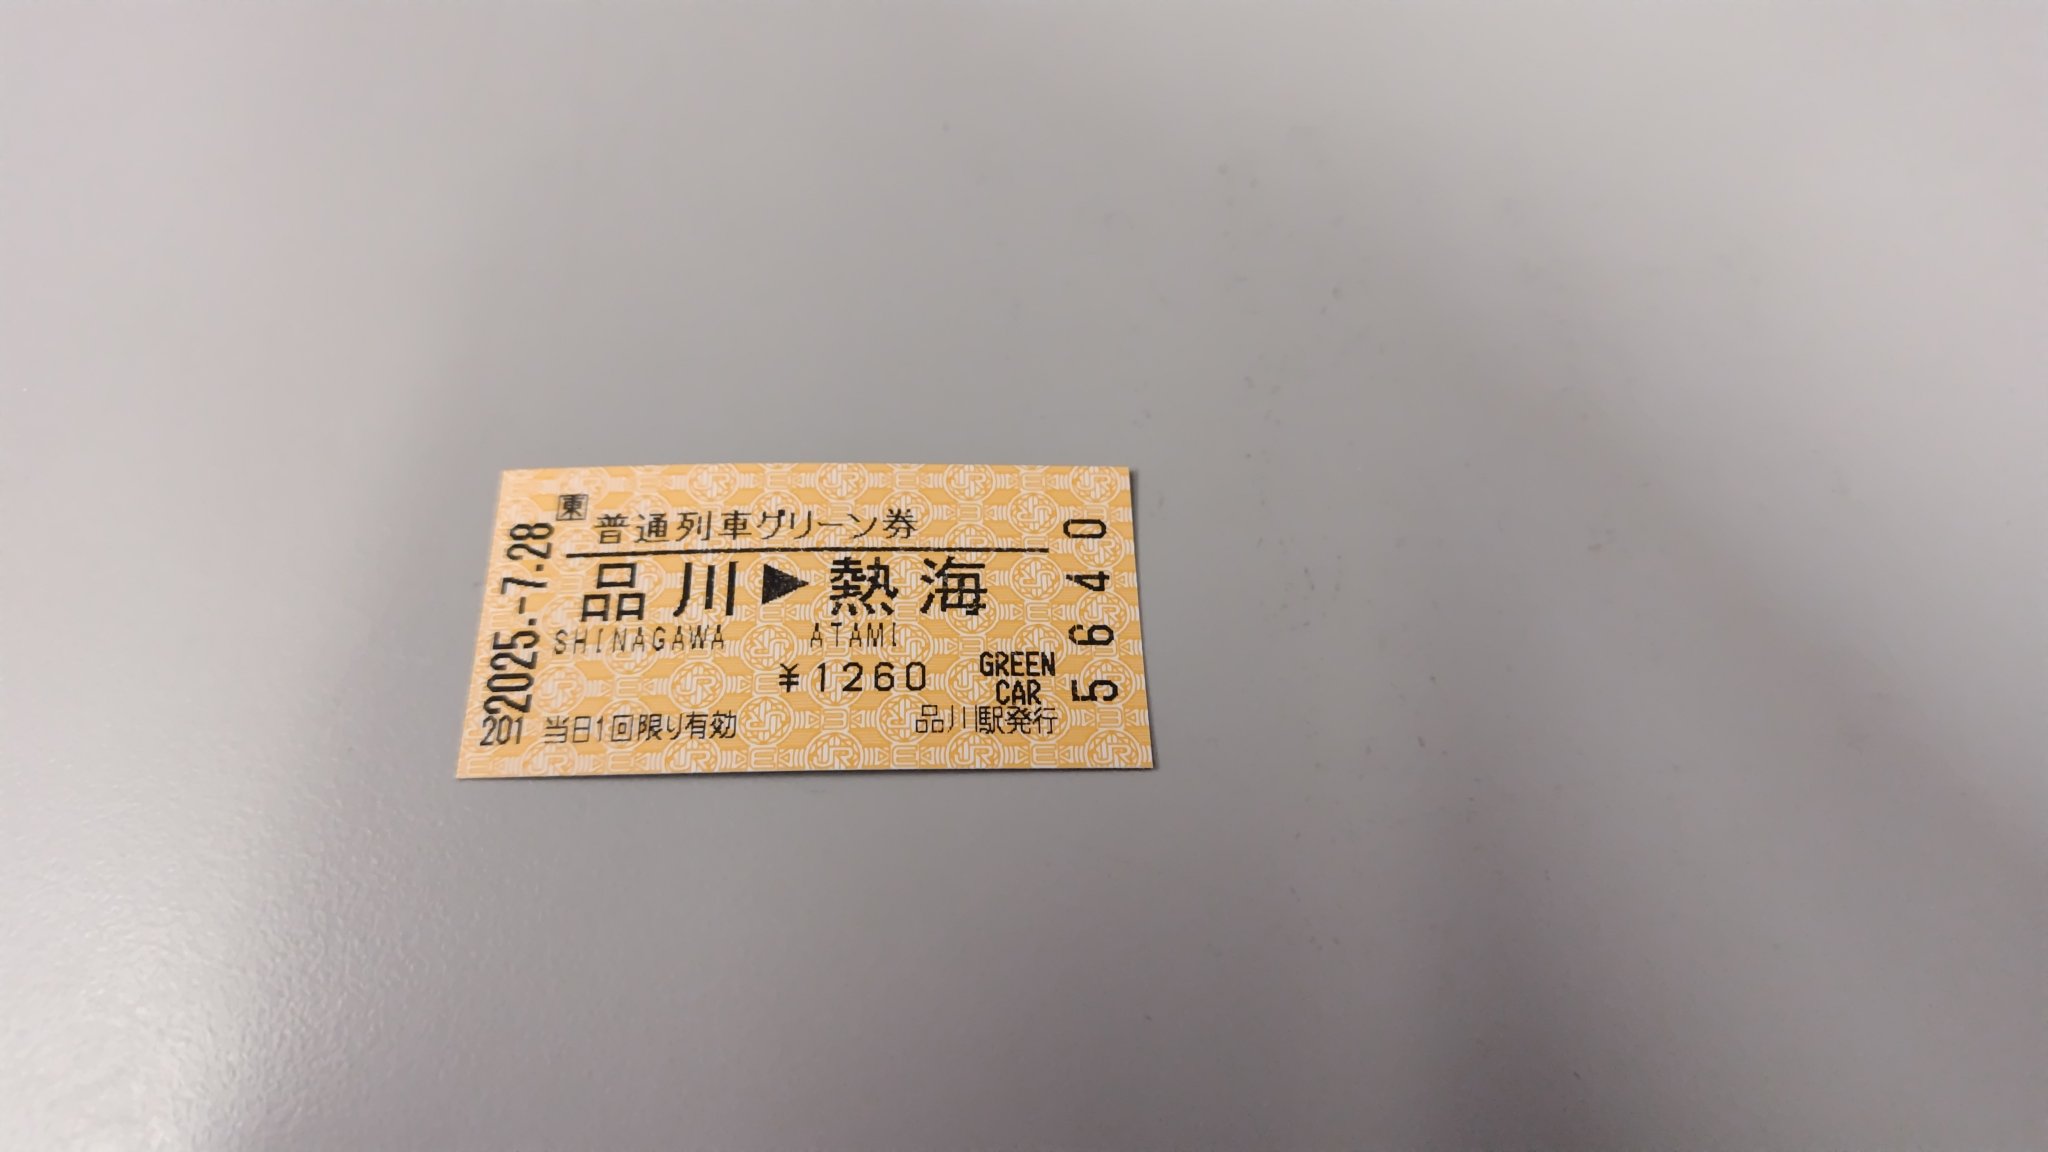 東 普通列車グリーン券
品川▶熱海
SHINAGAWA ATAMI
¥1260
GREEN
CAR
201 当日1回限り有効 品川駅発行
2025.-7.28
5640